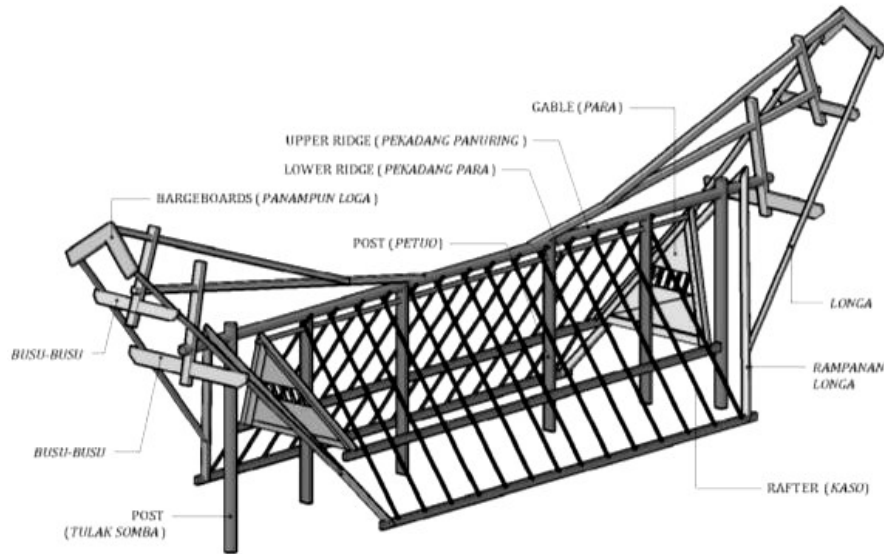 GABLE (PARA)
UPPER RIDGE (PEKADANG PANURING)
LOWER RIDGE (PEKADANG PARA)
BARGEBOARDS (PANAMPUN LOGA)
POST (PETUO)
LONGA
BUSU-BUSU
RAMPANAN
LONGA
BUSU-BUSU
RAFTER (KASO)
POST
(TULAK SOMBA)